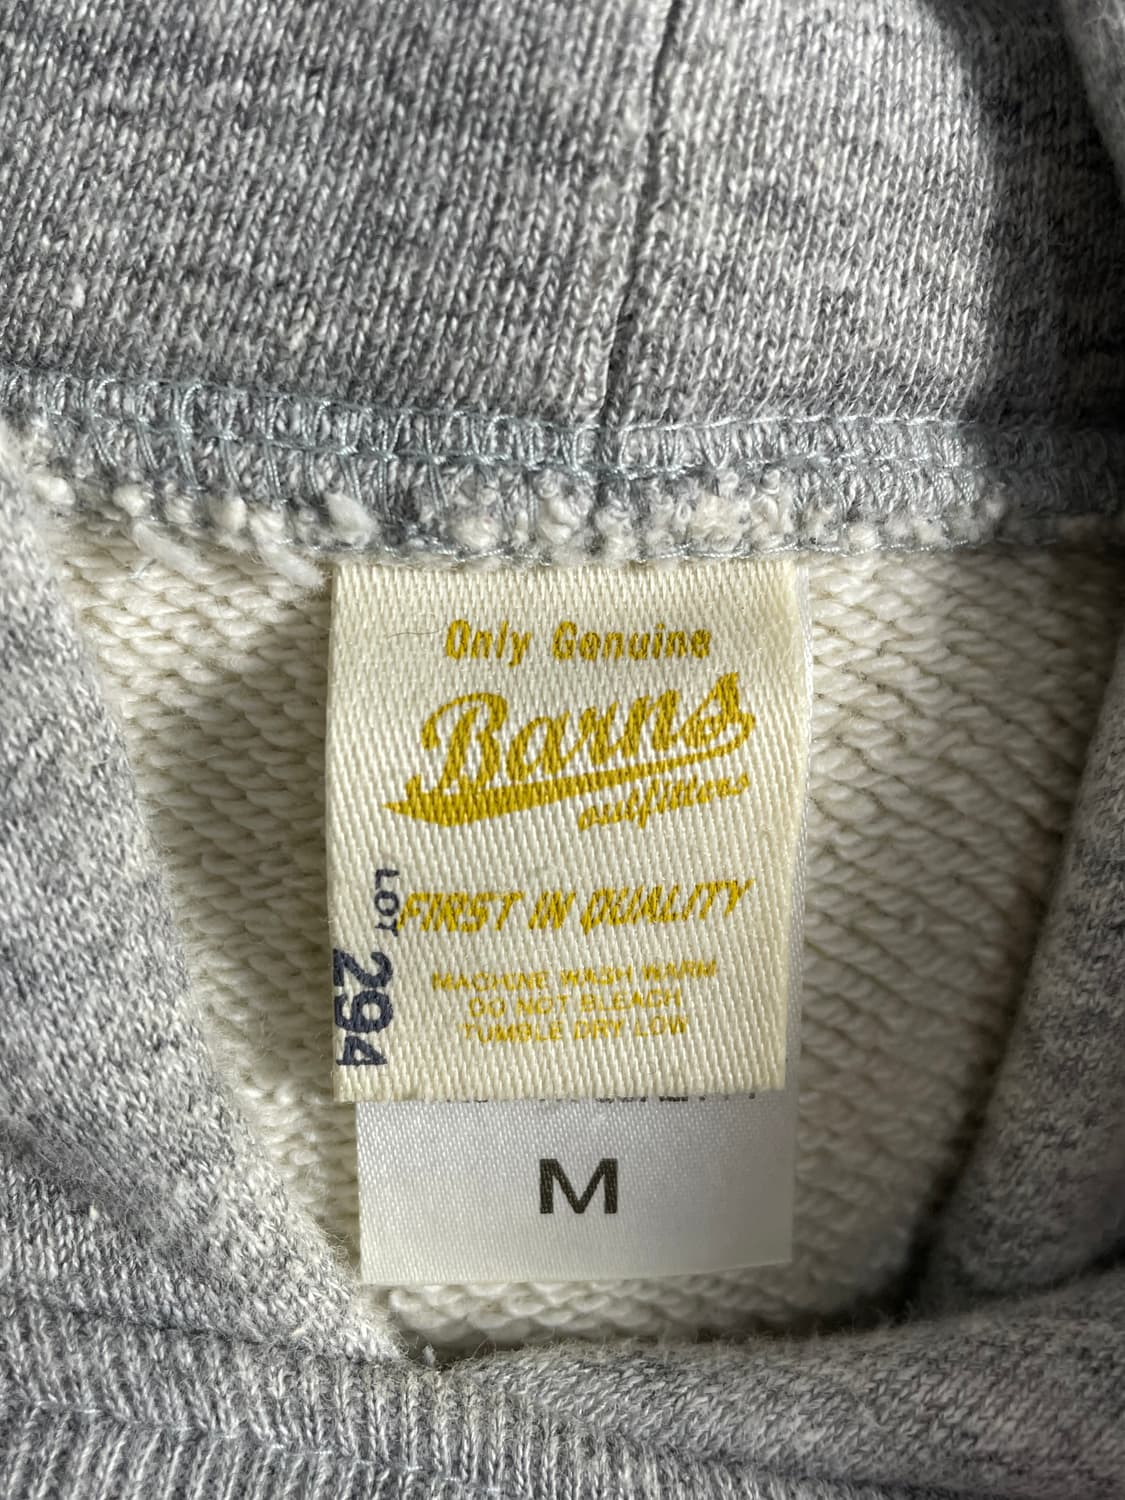 Only Genuine
Barns
outfitters
FIRST IN QUALITY
MACHINE WASH WARM
DO NOT BLEACH
TUMBLE DRY LOW
LOT 294
M